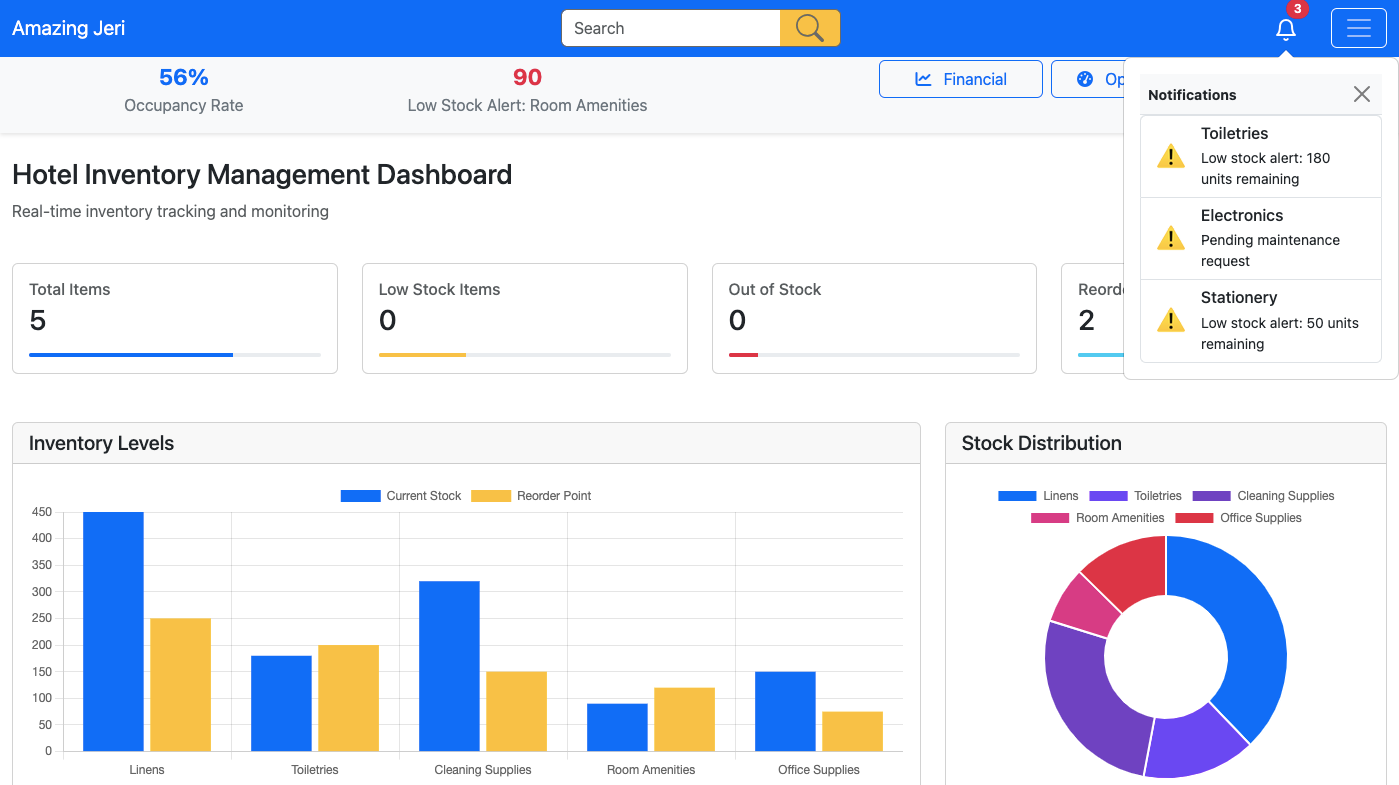 Amazing Jeri
Search
3
56%
Occupancy Rate
90
Low Stock Alert: Room Amenities
Financial
Op
Notifications
Toiletries
Low stock alert: 180
units remaining
Electronics
Pending maintenance
request
Stationery
Low stock alert: 50 units
remaining
Hotel Inventory Management Dashboard
Real-time inventory tracking and monitoring
Total Items
5
Low Stock Items
0
Out of Stock
0
Reord
2
Inventory Levels
Current Stock
Reorder Point
450
400
350
300
250
200
150
100
50
0
Linens
Toiletries
Cleaning Supplies
Room Amenities
Office Supplies
Stock Distribution
Linens
Toiletries
Cleaning Supplies
Room Amenities
Office Supplies